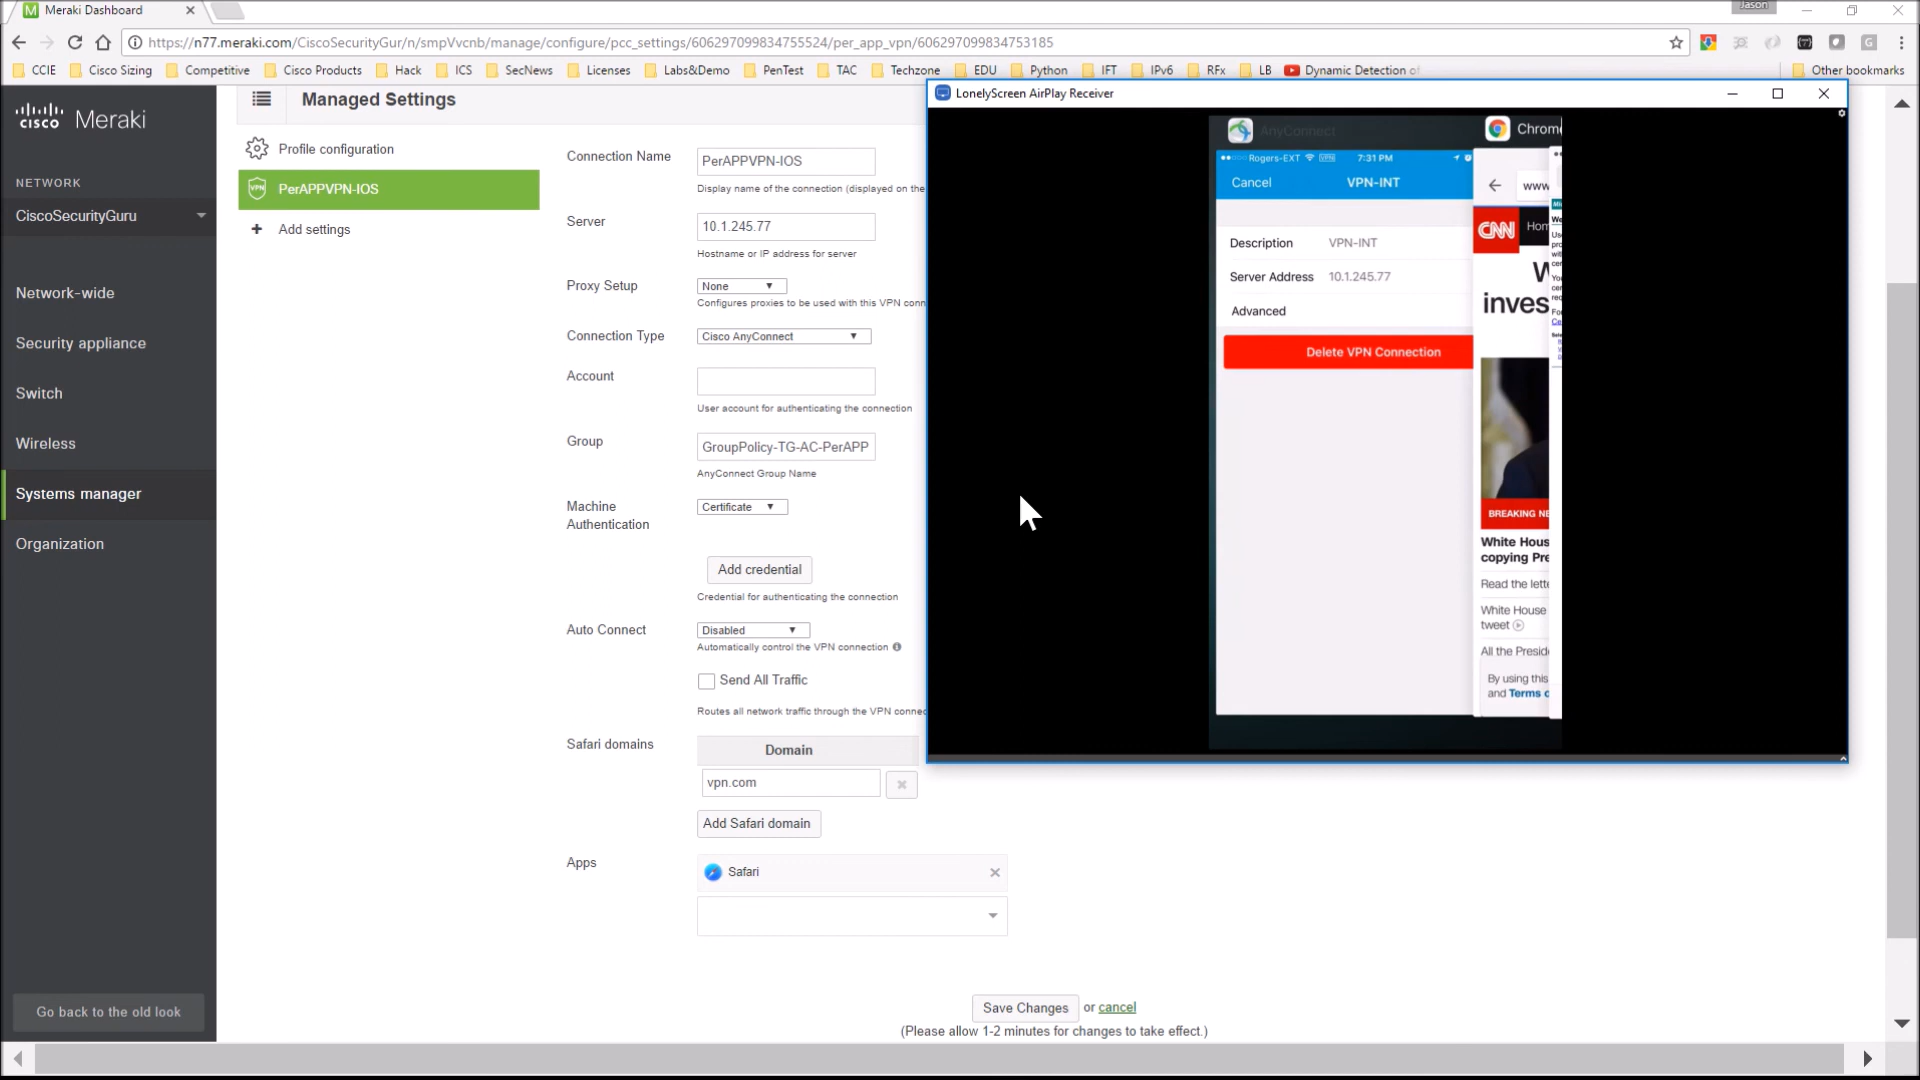 Meraki Dashboard
Jason
https://n77.meraki.com/CiscoSecurityGur/n/smpVvcnb/manage/configure/pcc_settings/606297099834755524/per_app_vpn/606297099834753185
CCIE Cisco Sizing Competitive Cisco Products Hack ICS SecNews Licenses Labs&Demo PenTest TAC Techzone EDU Python IFT IPv6 RFx LB Dynamic Detection of Other bookmarks
CISCO Meraki
NETWORK
CiscoSecurityGuru
Network-wide
Security appliance
Switch
Wireless
Systems manager
Organization
Go back to the old look
Managed Settings
Profile configuration
VPN PerAPPVPN-IOS
+ Add settings
Connection Name PerAPPVPN-IOS
Display name of the connection (displayed on the
Server 10.1.245.77
Hostname or IP address for server
Proxy Setup None
Configures proxies to be used with this VPN conn
Connection Type Cisco AnyConnect
Account
User account for authenticating the connection
Group GroupPolicy-TG-AC-PerAPP
AnyConnect Group Name
Machine Authentication Certificate
Add credential
Credential for authenticating the connection
Auto Connect Disabled
Automatically control the VPN connection
Send All Traffic
Routes all network traffic through the VPN connec
Safari domains Domain
vpn.com
Add Safari domain
Apps Safari
Save Changes or cancel
(Please allow 1-2 minutes for changes to take effect.)
LonelyScreen AirPlay Receiver
AnyConnect
Rogers-EXT VPN 7:31 PM
Cancel VPN-INT
Description VPN-INT
Server Address 10.1.245.77
Advanced
Delete VPN Connection
Chrome
www
CNN Hom
W
inves
BREAKING NE
White Hous
copying Pre
Read the lette
White House
tweet
All the Preside
By using this
and Terms o